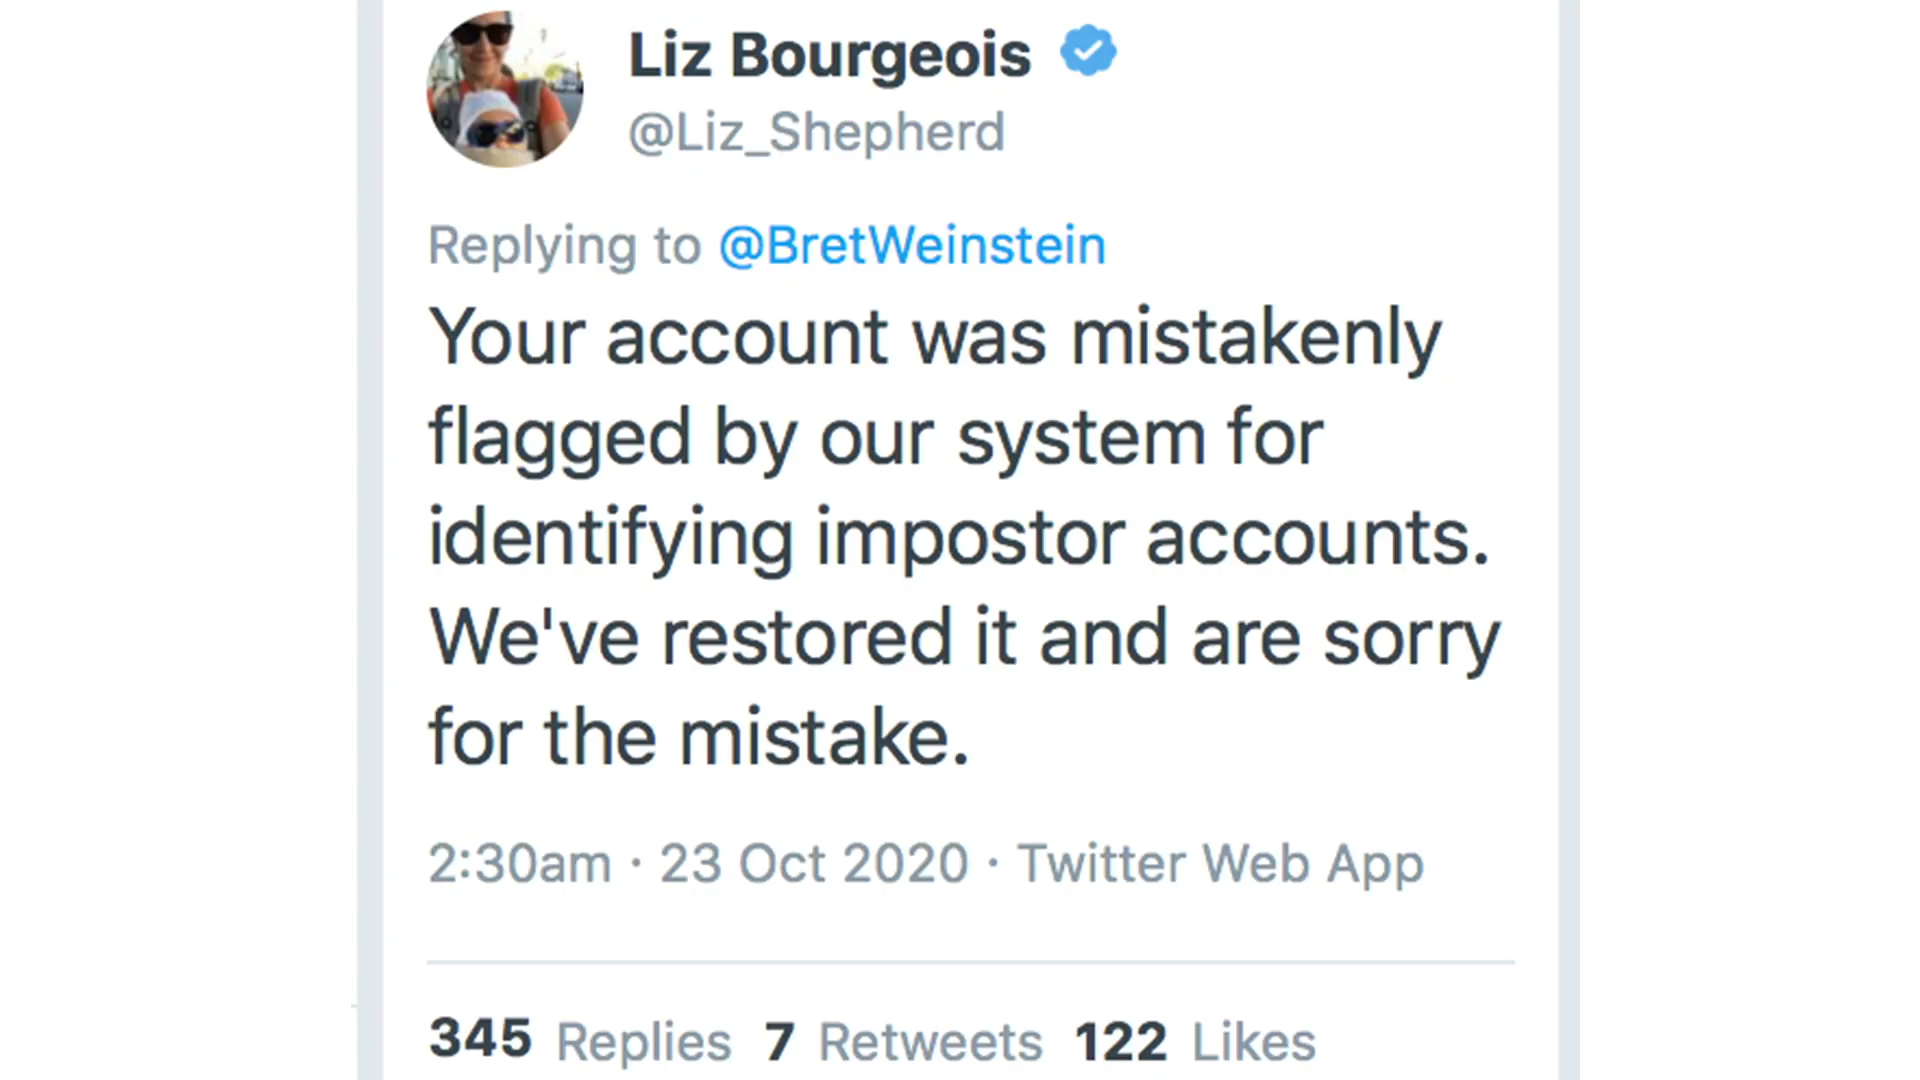 Liz Bourgeois
@Liz_Shepherd
Replying to @BretWeinstein
Your account was mistakenly
flagged by our system for
identifying impostor accounts.
We've restored it and are sorry
for the mistake.
2:30am · 23 Oct 2020 · Twitter Web App
345 Replies 7 Retweets 122 Likes